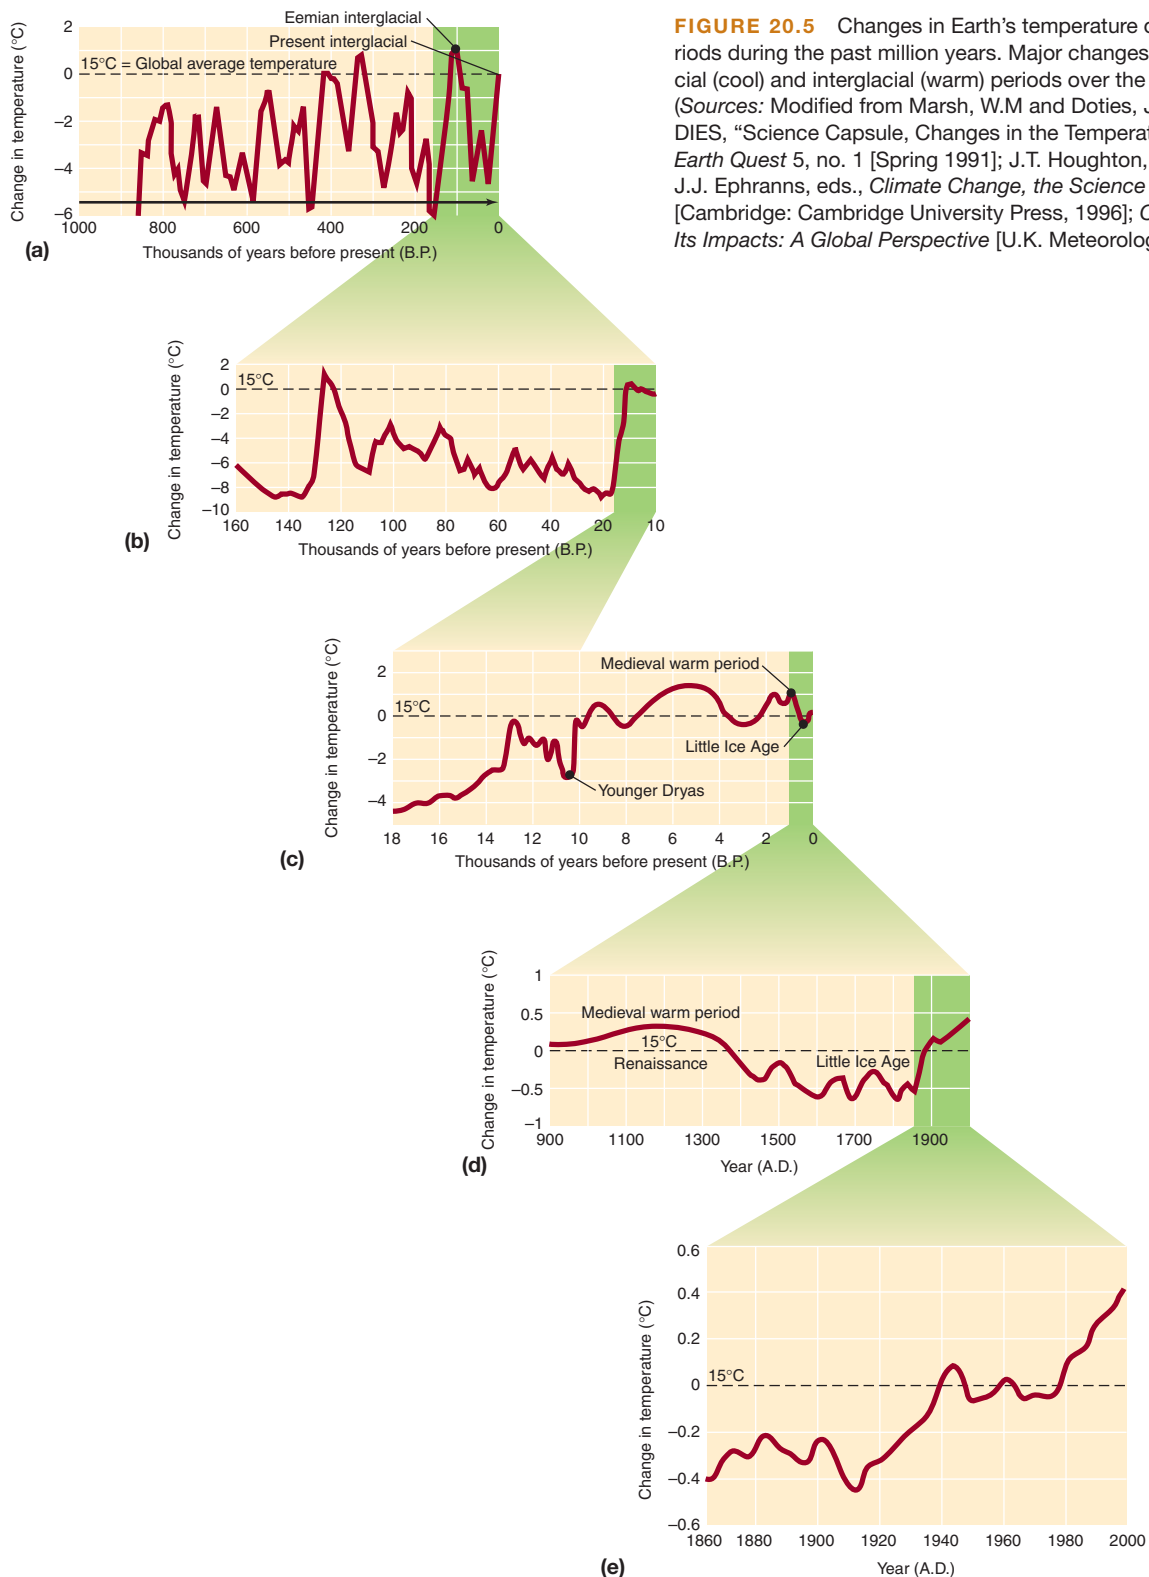 FIGURE 20.5 Changes in Earth's temperature o
riods during the past million years. Major changes
cial (cool) and interglacial (warm) periods over the
(Sources: Modified from Marsh, W.M and Doties, J
DIES, “Science Capsule, Changes in the Temperat
Earth Quest 5, no. 1 [Spring 1991]; J.T. Houghton,
J.J. Ephranns, eds., Climate Change, the Science
[Cambridge: Cambridge University Press, 1996]; C
Its Impacts: A Global Perspective [U.K. Meteorolog
Eemian interglacial
Present interglacial
15°C = Global average temperature
Change in temperature (°C)
2
0
−2
−4
−6
1000 800 600 400 200 0
Thousands of years before present (B.P.)
(a)
Change in temperature (°C)
2
0
−2
−4
−6
−8
−10
15°C
160 140 120 100 80 60 40 20 10
Thousands of years before present (B.P.)
(b)
Change in temperature (°C)
2
0
−2
−4
15°C
Medieval warm period
Little Ice Age
Younger Dryas
18 16 14 12 10 8 6 4 2 0
Thousands of years before present (B.P.)
(c)
Change in temperature (°C)
1
0.5
0
−0.5
−1
Medieval warm period
15°C
Renaissance
Little Ice Age
900 1100 1300 1500 1700 1900
Year (A.D.)
(d)
Change in temperature (°C)
0.6
0.4
0.2
0
−0.2
−0.4
−0.6
15°C
1860 1880 1900 1920 1940 1960 1980 2000
Year (A.D.)
(e)